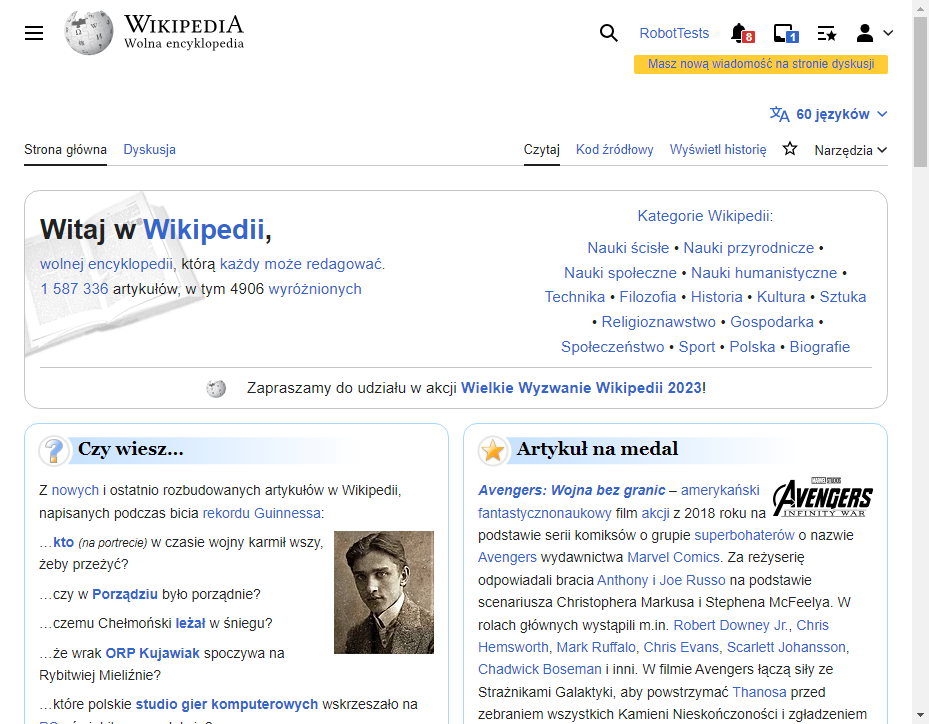 WIKIPEDIA
Wolna encyklopedia
RobotTests
8
1
Masz nową wiadomość na stronie dyskusji
60 języków
Strona główna Dyskusja Czytaj Kod źródłowy Wyświetl historię Narzędzia
Witaj w Wikipedii,
wolnej encyklopedii, którą każdy może redagować.
1 587 336 artykułów, w tym 4906 wyróżnionych
Kategorie Wikipedii:
Nauki ścisłe • Nauki przyrodnicze •
Nauki społeczne • Nauki humanistyczne •
Technika • Filozofia • Historia • Kultura • Sztuka
• Religioznawstwo • Gospodarka •
Społeczeństwo • Sport • Polska • Biografie
Zapraszamy do udziału w akcji Wielkie Wyzwanie Wikipedii 2023!
Czy wiesz...
Z nowych i ostatnio rozbudowanych artykułów w Wikipedii,
napisanych podczas bicia rekordu Guinnessa:
…kto (na portrecie) w czasie wojny karmił wszy,
żeby przeżyć?
…czy w Porządziu było porządnie?
…czemu Chełmoński leżał w śniegu?
…że wrak ORP Kujawiak spoczywa na
Rybitwiej Mieliźnie?
…które polskie studio gier komputerowych wskrzeszało na
Artykuł na medal
MARVEL STUDIOS
AVENGERS
INFINITY WAR
Avengers: Wojna bez granic – amerykański
fantastycznonaukowy film akcji z 2018 roku na
podstawie serii komiksów o grupie superbohaterów o nazwie
Avengers wydawnictwa Marvel Comics. Za reżyserię
odpowiadali bracia Anthony i Joe Russo na podstawie
scenariusza Christophera Markusa i Stephena McFeelya. W
rolach głównych wystąpili m.in. Robert Downey Jr., Chris
Hemsworth, Mark Ruffalo, Chris Evans, Scarlett Johansson,
Chadwick Boseman i inni. W filmie Avengers łączą siły ze
Strażnikami Galaktyki, aby powstrzymać Thanosa przed
zebraniem wszystkich Kamieni Nieskończoności i zgładzeniem